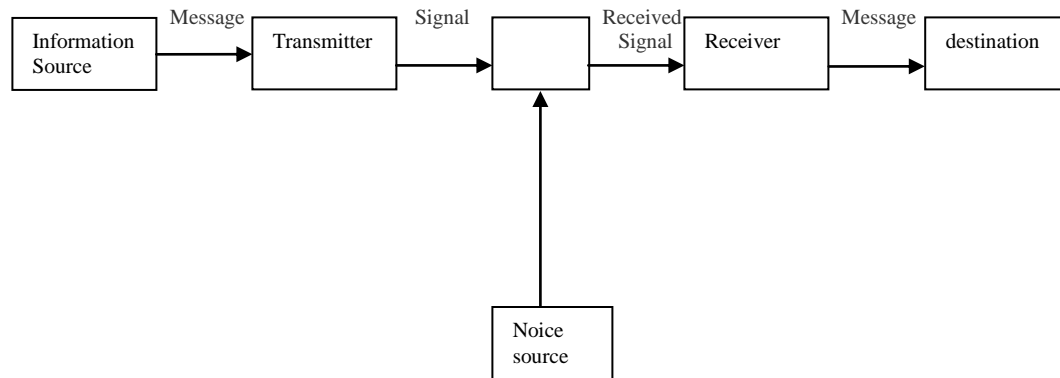 Message
Signal
Received
Signal
Message
Information
Source
Transmitter
Receiver
destination
Noice
source